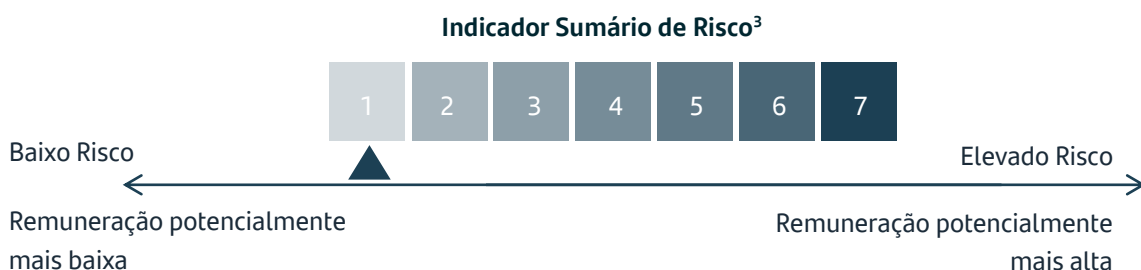 Indicador Sumário de Risco³
1 2 3 4 5 6 7
Baixo Risco
Elevado Risco
Remuneração potencialmente
mais baixa
Remuneração potencialmente
mais alta